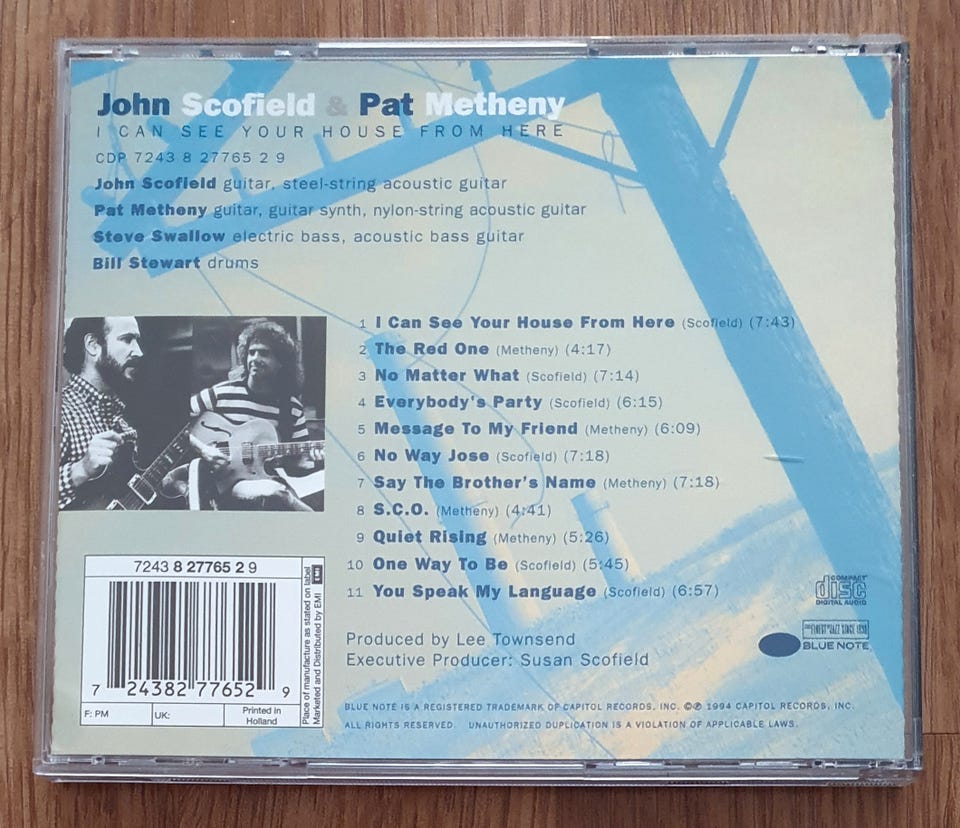 John Scofield & Pat Metheny
I CAN SEE YOUR HOUSE FROM HERE
CDP 7243 8 27765 2 9
John Scofield guitar, steel-string acoustic guitar
Pat Metheny guitar, guitar synth, nylon-string acoustic guitar
Steve Swallow electric bass, acoustic bass guitar
Bill Stewart drums
1 I Can See Your House From Here (Scofield) (7:43)
2 The Red One (Metheny) (4:17)
3 No Matter What (Scofield) (7:14)
4 Everybody's Party (Scofield) (6:15)
5 Message To My Friend (Metheny) (6:09)
6 No Way Jose (Scofield) (7:18)
7 Say The Brother's Name (Metheny) (7:18)
8 S.C.O. (Metheny) (4:41)
9 Quiet Rising (Metheny) (5:26)
10 One Way To Be (Scofield) (5:45)
11 You Speak My Language (Scofield) (6:57)
Produced by Lee Townsend
Executive Producer: Susan Scofield
7243 8 27765 2 9
7 24382 77652 9
F: PM
UK:
Printed in
Holland
Place of manufacture as stated on label
Marketed and Distributed by EMI
EMI
COMPACT
disc
DIGITAL AUDIO
THE FINEST IN JAZZ SINCE 1939
BLUE NOTE
BLUE NOTE IS A REGISTERED TRADEMARK OF CAPITOL RECORDS, INC. ©℗ 1994 CAPITOL RECORDS, INC.
ALL RIGHTS RESERVED. UNAUTHORIZED DUPLICATION IS A VIOLATION OF APPLICABLE LAWS.